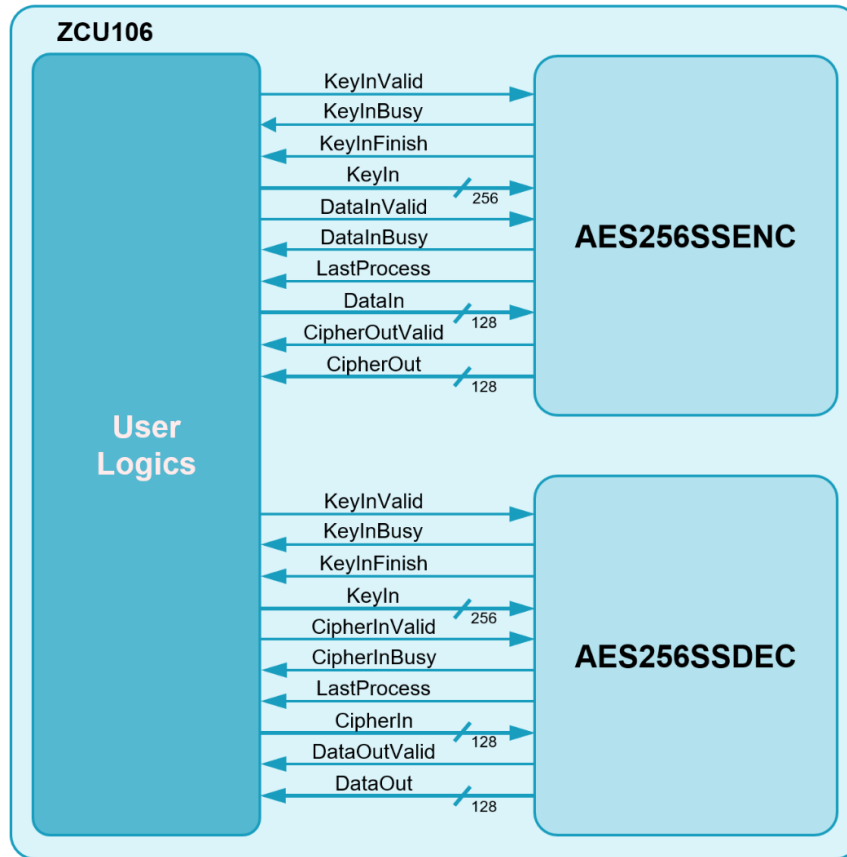 ZCU106
KeyInValid
KeyInBusy
KeyInFinish
KeyIn
256
DataInValid
DataInBusy
LastProcess
DataIn
128
CipherOutValid
CipherOut
128
AES256SSENC
User
Logics
KeyInValid
KeyInBusy
KeyInFinish
KeyIn
256
CipherInValid
CipherInBusy
LastProcess
CipherIn
128
DataOutValid
DataOut
128
AES256SSDEC